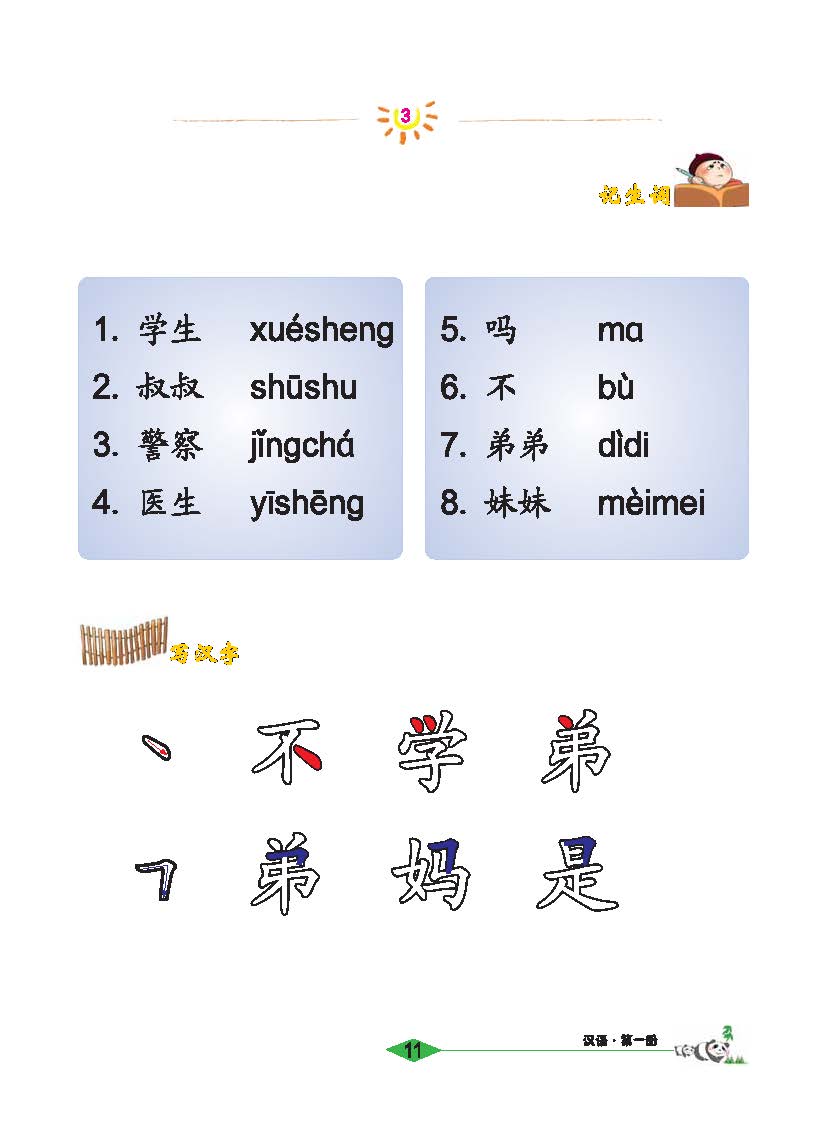 3
记生词
1. 学生 xuésheng
2. 叔叔 shūshu
3. 警察 jǐngchá
4. 医生 yīshēng
5. 吗 mɑ
6. 不 bù
7. 弟弟 dìdi
8. 妹妹 mèimei
写汉字
丶 不 学 弟
𠃍 弟 妈 是
11
汉语·第一册